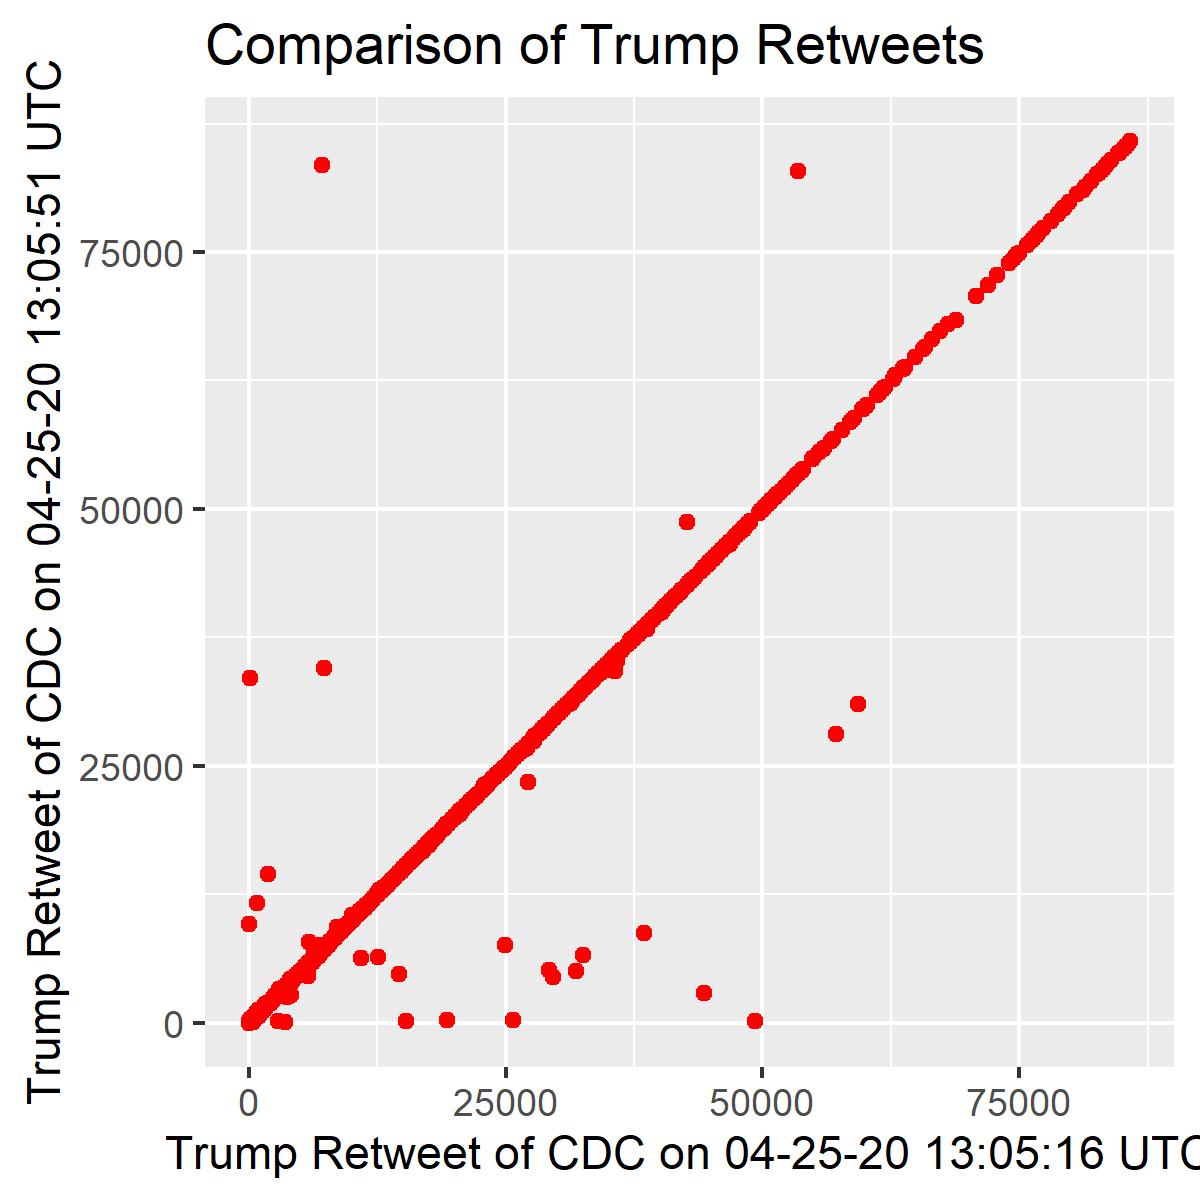 Comparison of Trump Retweets
Trump Retweet of CDC on 04-25-20 13:05:51 UTC
75000
50000
25000
0
0
25000
50000
75000
Trump Retweet of CDC on 04-25-20 13:05:16 UTC